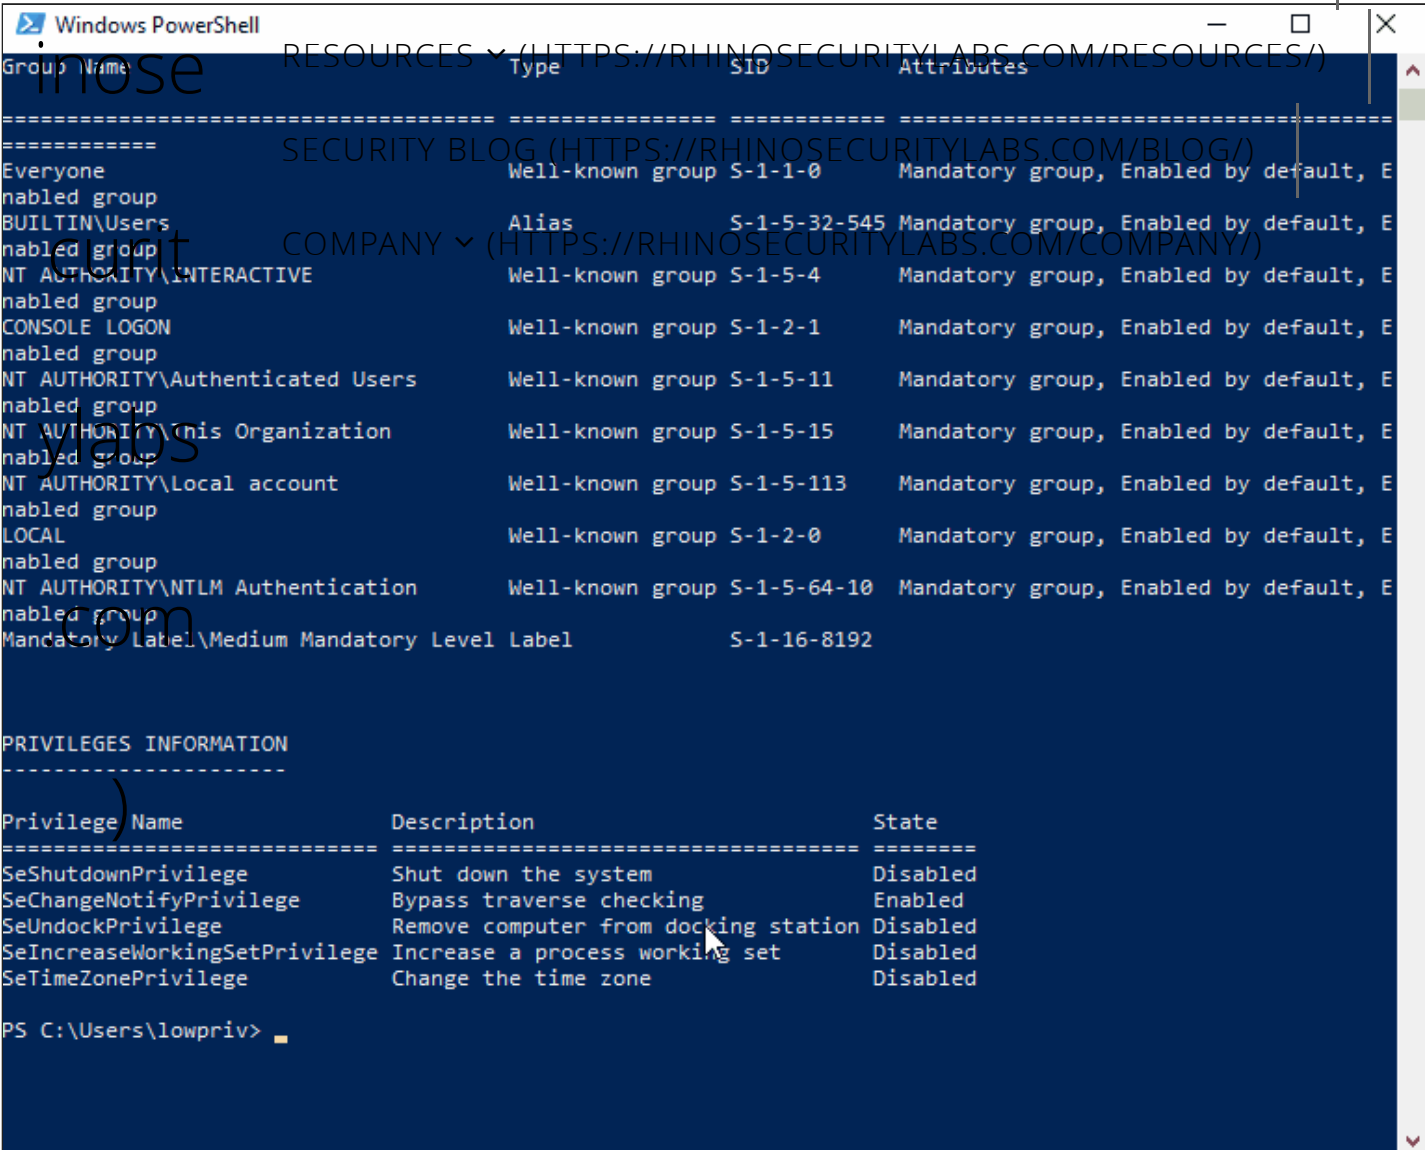 Windows PowerShell
inose
RESOURCES (HTTPS://RHINOSECURITYLABS.COM/RESOURCES/)
Group Name Type SID Attributes
====================================== ================ ============ ======================================
============
SECURITY BLOG (HTTPS://RHINOSECURITYLABS.COM/BLOG/)
Everyone Well-known group S-1-1-0 Mandatory group, Enabled by default, E
nabled group
BUILTIN\Users Alias S-1-5-32-545 Mandatory group, Enabled by default, E
nabled group
curit
COMPANY (HTTPS://RHINOSECURITYLABS.COM/COMPANY/)
NT AUTHORITY\INTERACTIVE Well-known group S-1-5-4 Mandatory group, Enabled by default, E
nabled group
CONSOLE LOGON Well-known group S-1-2-1 Mandatory group, Enabled by default, E
nabled group
NT AUTHORITY\Authenticated Users Well-known group S-1-5-11 Mandatory group, Enabled by default, E
nabled group
ylabs
NT AUTHORITY\This Organization Well-known group S-1-5-15 Mandatory group, Enabled by default, E
nabled group
NT AUTHORITY\Local account Well-known group S-1-5-113 Mandatory group, Enabled by default, E
nabled group
LOCAL Well-known group S-1-2-0 Mandatory group, Enabled by default, E
nabled group
NT AUTHORITY\NTLM Authentication Well-known group S-1-5-64-10 Mandatory group, Enabled by default, E
nabled group
.com
Mandatory Label\Medium Mandatory Level Label S-1-16-8192
PRIVILEGES INFORMATION
----------------------
)
Privilege Name Description State
============================= ==================================== ========
SeShutdownPrivilege Shut down the system Disabled
SeChangeNotifyPrivilege Bypass traverse checking Enabled
SeUndockPrivilege Remove computer from docking station Disabled
SeIncreaseWorkingSetPrivilege Increase a process working set Disabled
SeTimeZonePrivilege Change the time zone Disabled
PS C:\Users\lowpriv> _